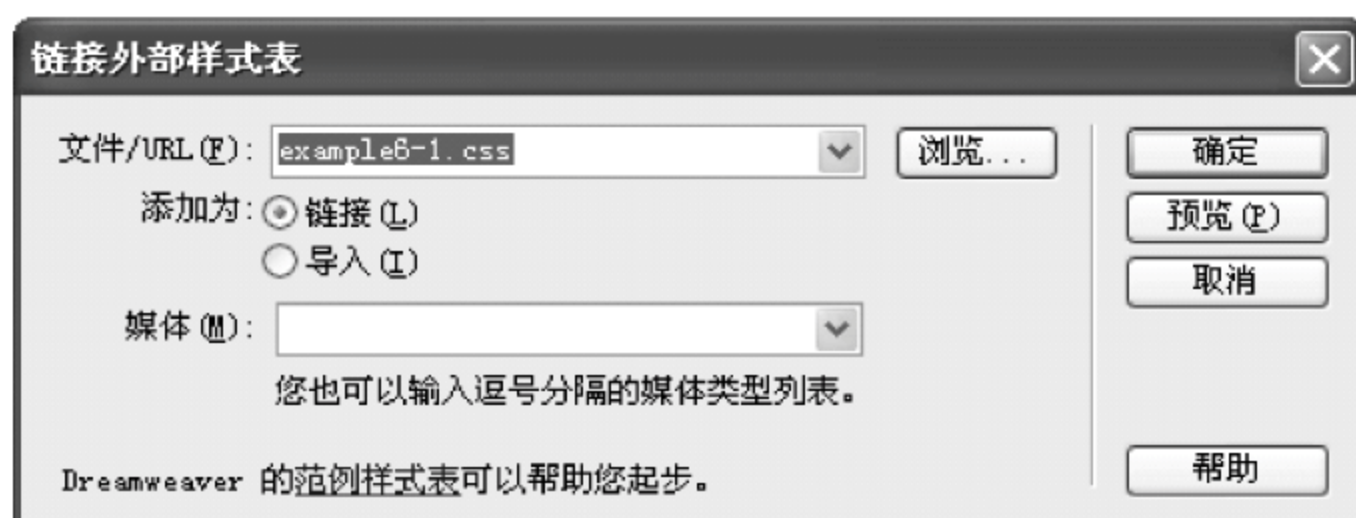 链接外部样式表
文件/URL(F): example6-1.css 浏览... 确定
添加为: 链接(L) 预览(P)
导入(I) 取消
媒体(M):
您也可以输入逗号分隔的媒体类型列表。
Dreamweaver 的范例样式表可以帮助您起步。 帮助